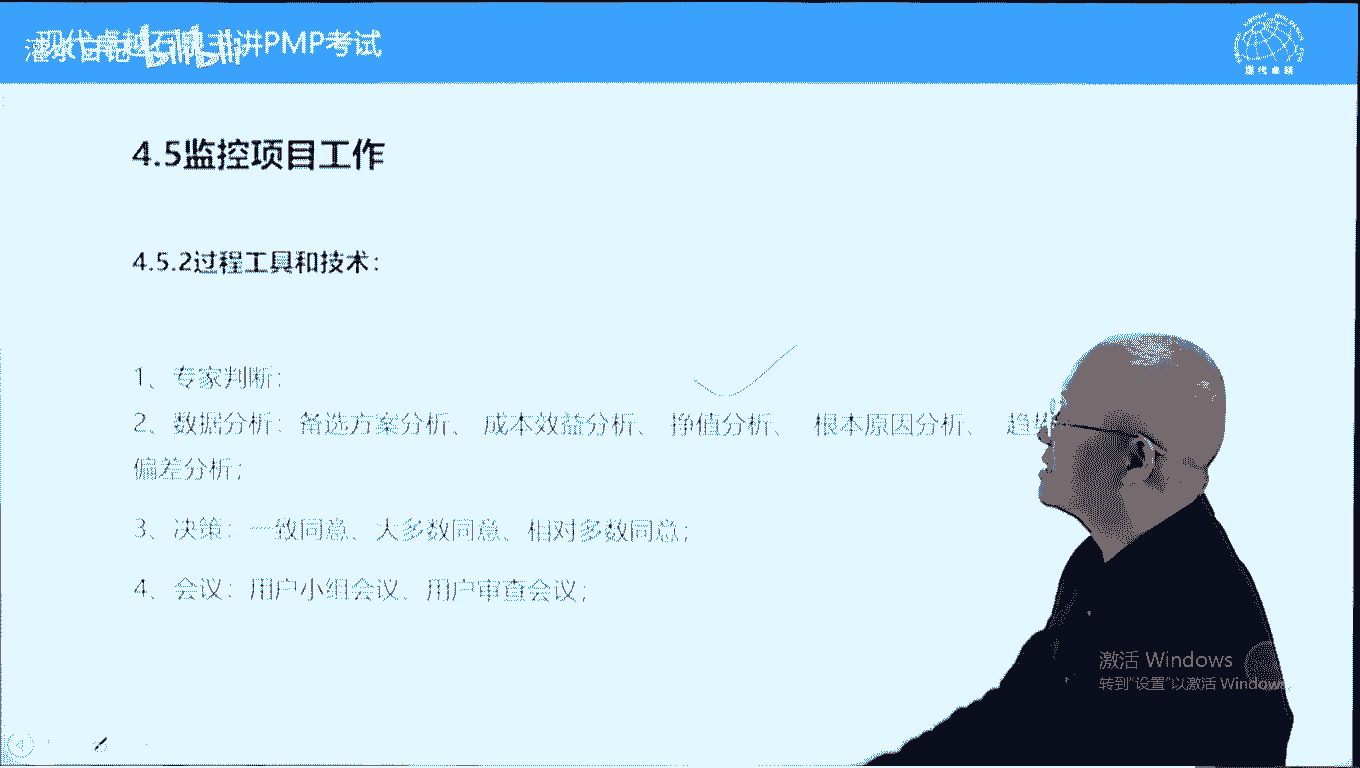 讲PMP考试
现代卓越
4.5监控项目工作
4.5.2过程工具和技术：
1、专家判断；
2、数据分析：备选方案分析、 成本效益分析、 挣值分析、 根本原因分析、 趋势
偏差分析；
3、决策：一致同意、大多数同意、相对多数同意；
4、会议：用户小组会议、用户审查会议；
激活 Windows
转到"设置"以激活 Windows